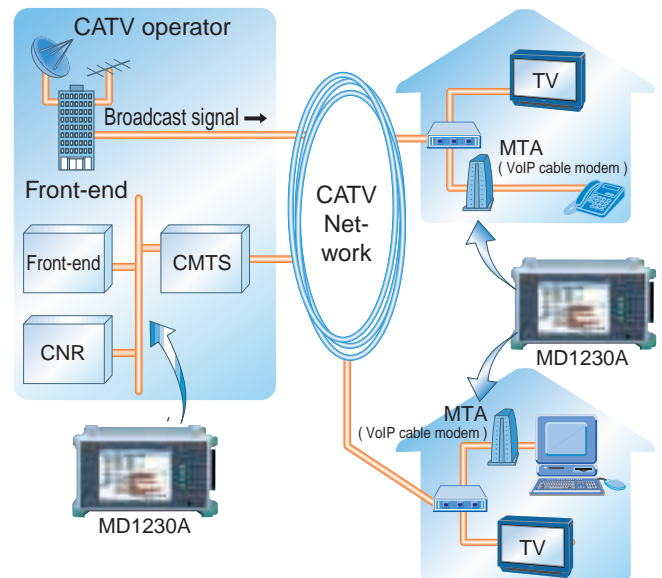 CATV operator
Broadcast signal →
Front-end
Front-end
CMTS
CNR
MD1230A
CATV
Net-
work
TV
MTA
( VoIP cable modem )
MD1230A
MTA
( VoIP cable modem )
TV